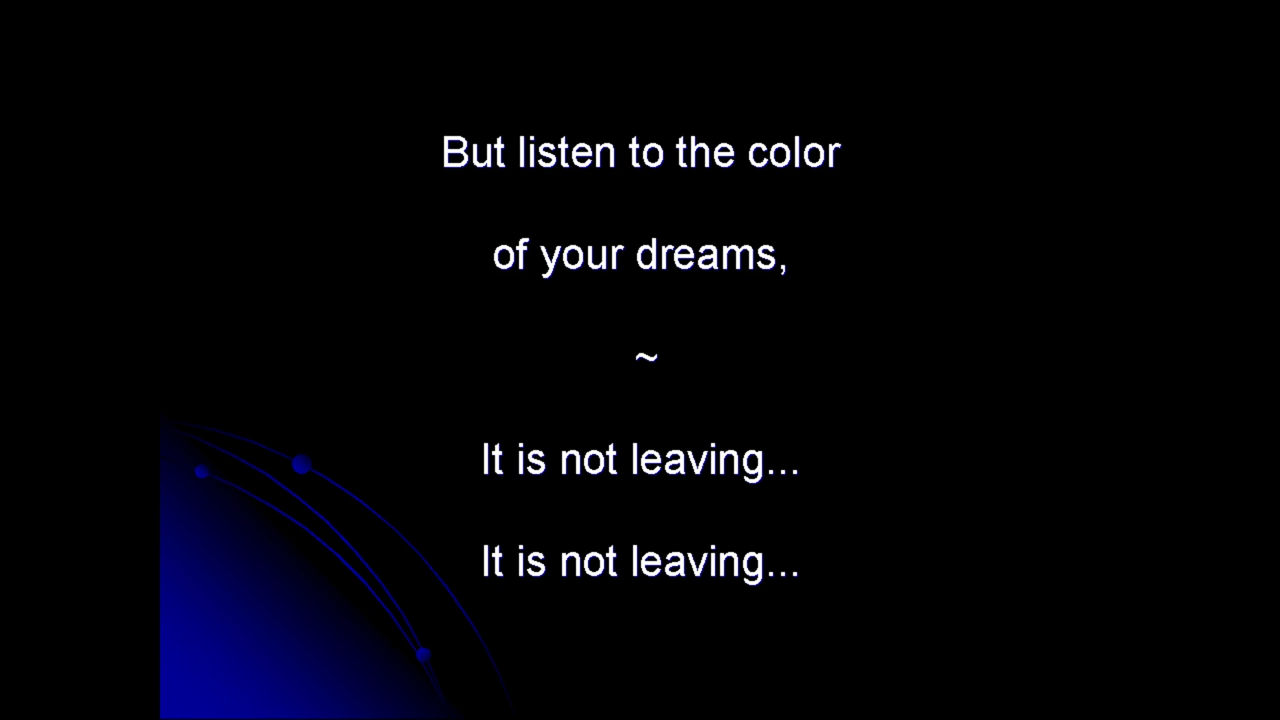 But listen to the color
of your dreams,
~
It is not leaving...
It is not leaving...